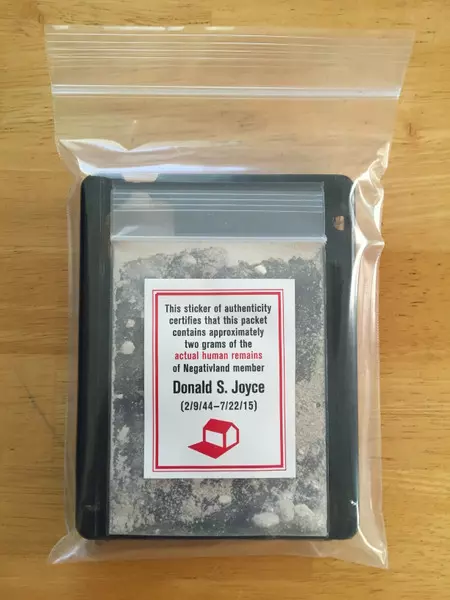 This sticker of authenticity
certifies that this packet
contains approximately
two grams of the
actual human remains
of Negativland member
Donald S. Joyce
(2/9/44–7/22/15)